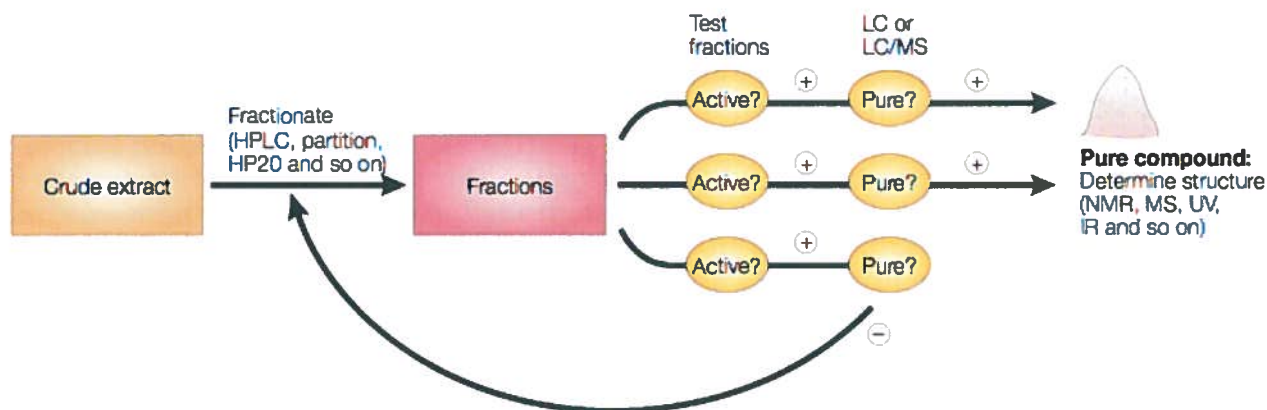 Test
fractions
LC or
LC/MS
Fractionate
(HPLC, partition,
HP20 and so on)
Crude extract
Fractions
Active?
+
Pure?
+
Active?
+
Pure?
+
Active?
+
Pure?
−
Pure compound:
Determine structure
(NMR, MS, UV,
IR and so on)